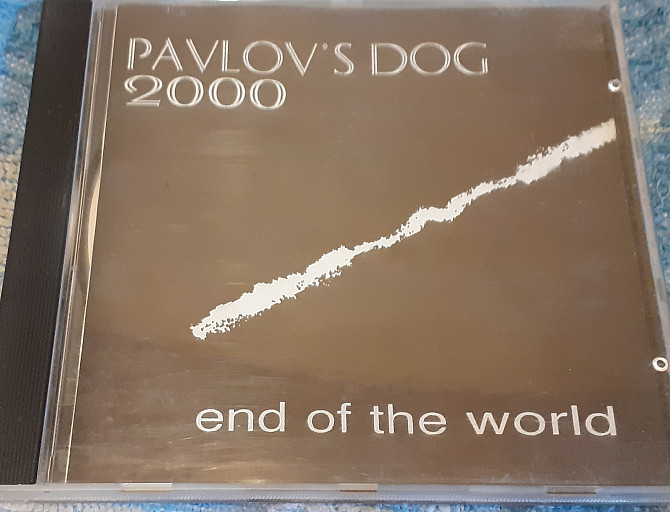 PAVLOV'S DOG
2000
end of the world